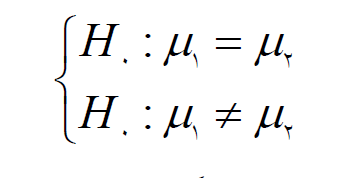 H۰ : μ۱ = μ۲
H۰ : μ۱ ≠ μ۲